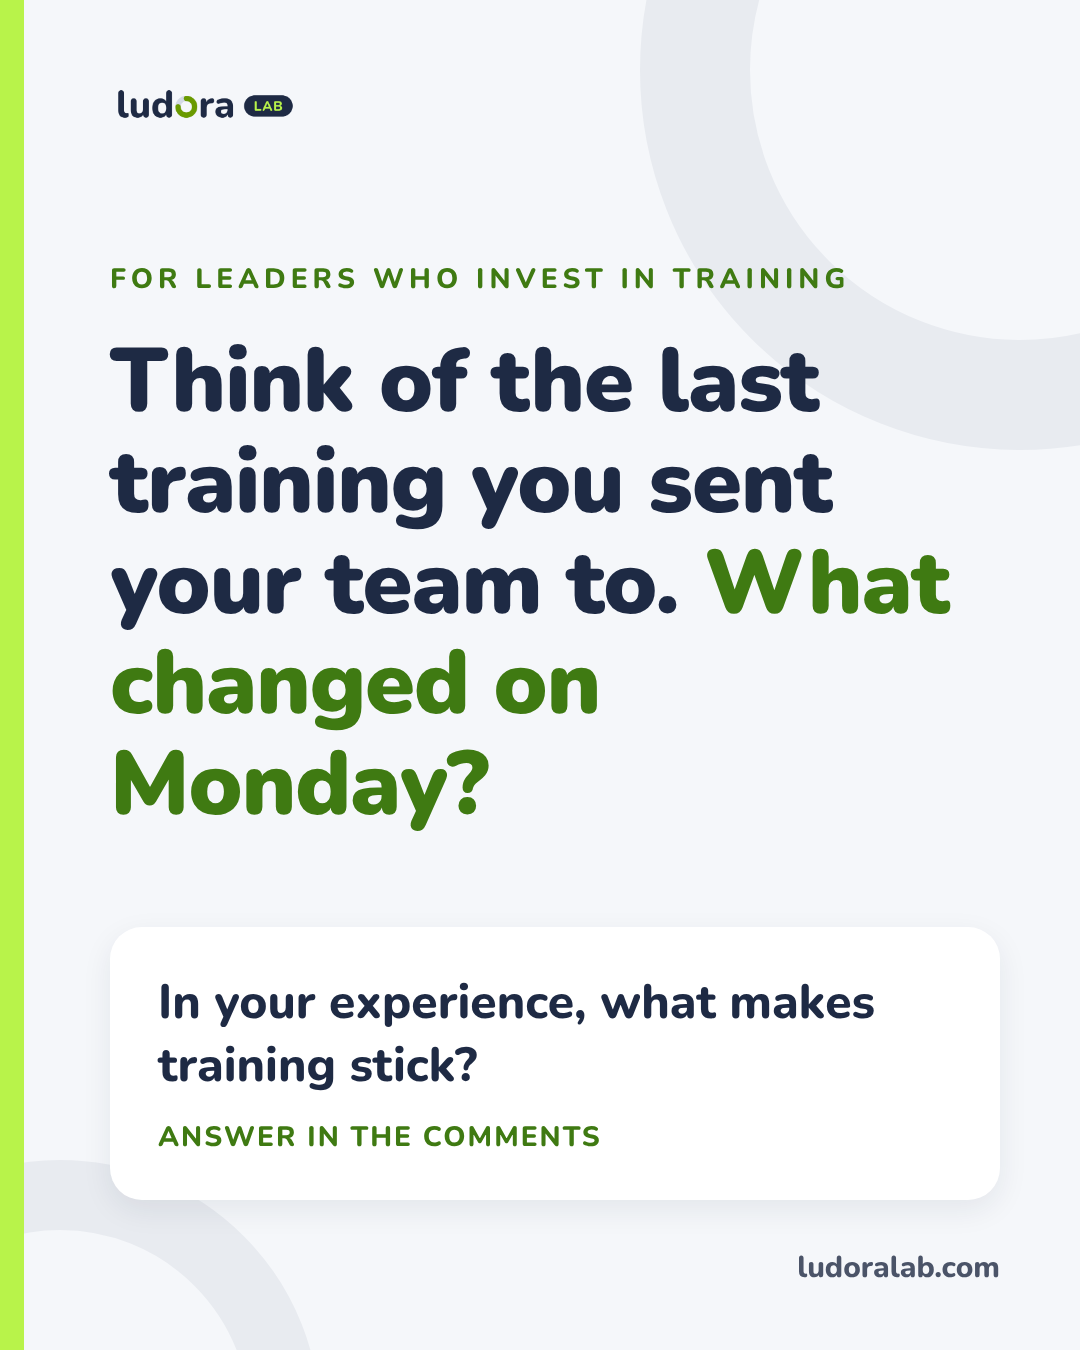 ludora LAB
FOR LEADERS WHO INVEST IN TRAINING
Think of the last
training you sent
your team to. What
changed on
Monday?
In your experience, what makes
training stick?
ANSWER IN THE COMMENTS
ludoralab.com